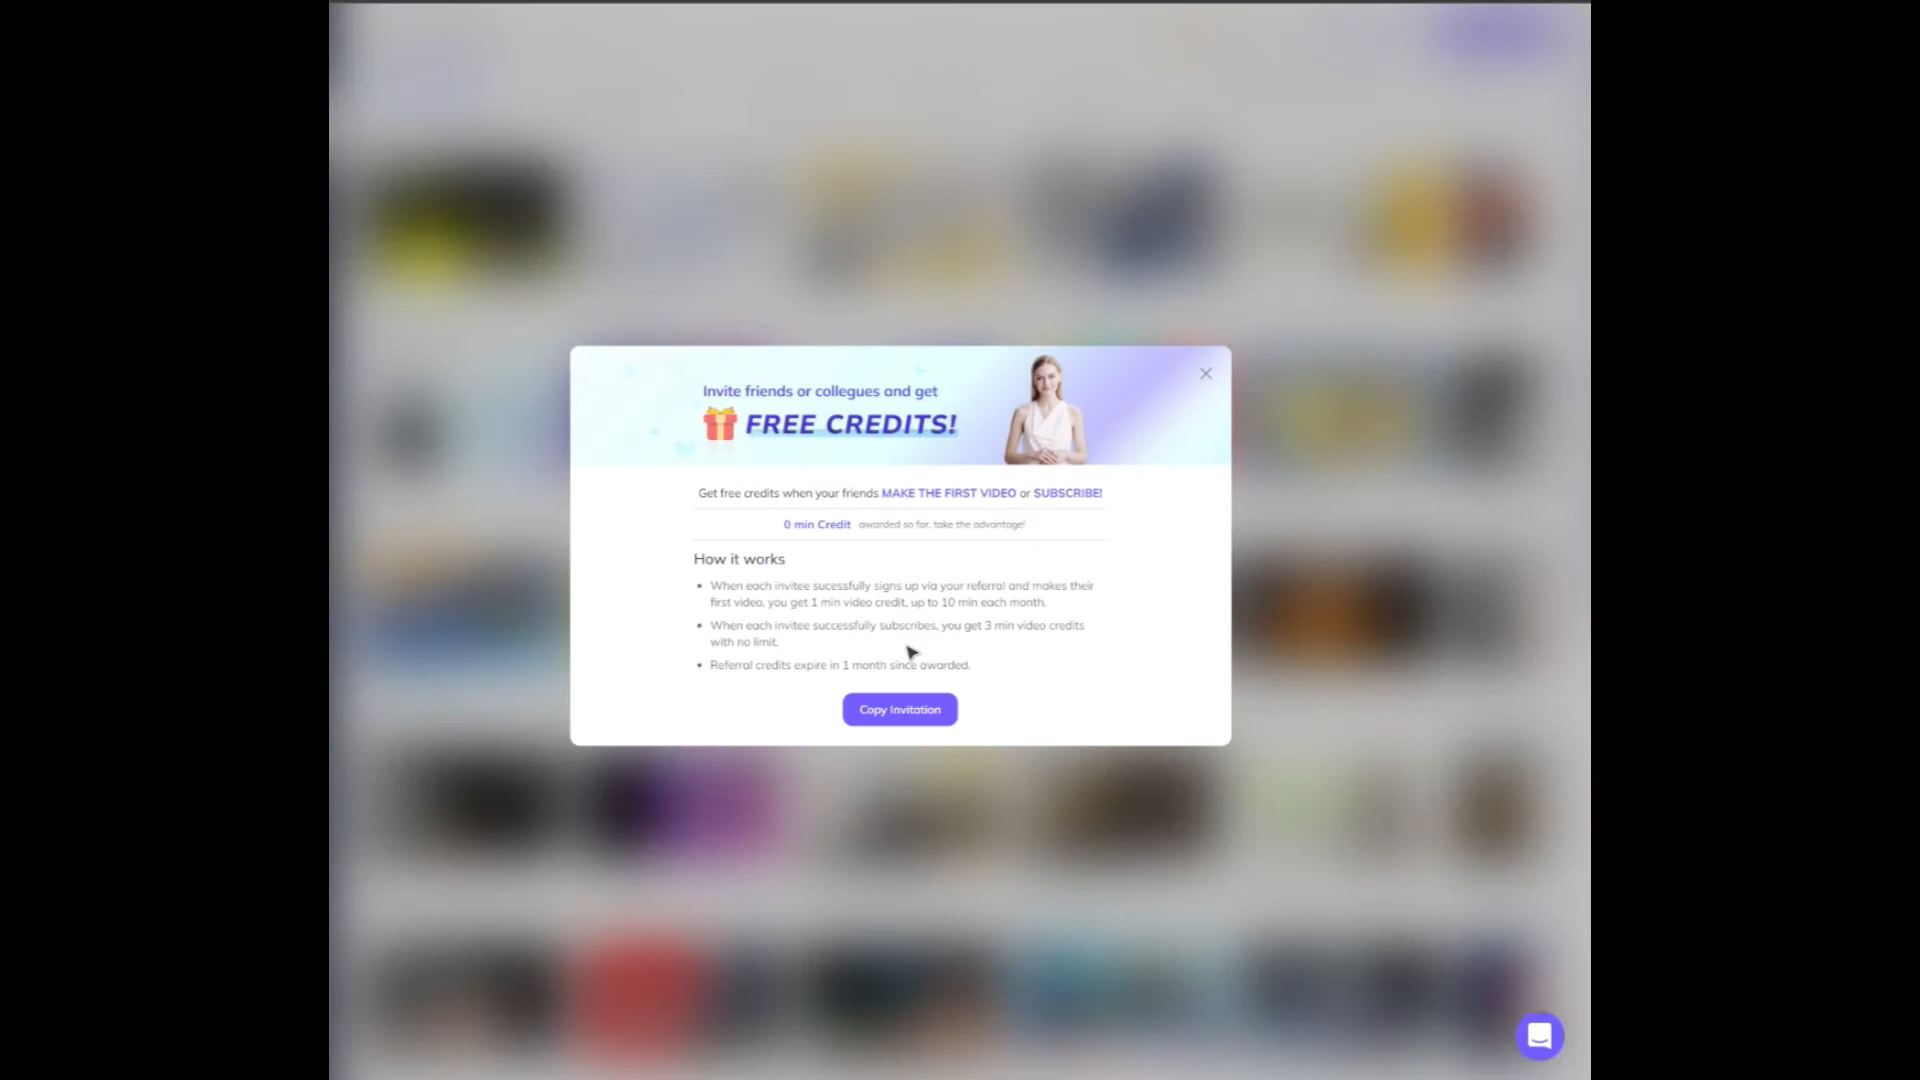 Invite friends or collegues and get
FREE CREDITS!
Get free credits when your friends MAKE THE FIRST VIDEO or SUBSCRIBE!
0 min Credit awarded so far, take the advantage!
How it works
• When each invitee sucessfully signs up via your referral and makes their
first video, you get 1 min video credit, up to 10 min each month.
• When each invitee successfully subscribes, you get 3 min video credits
with no limit.
• Referral credits expire in 1 month since awarded.
Copy Invitation